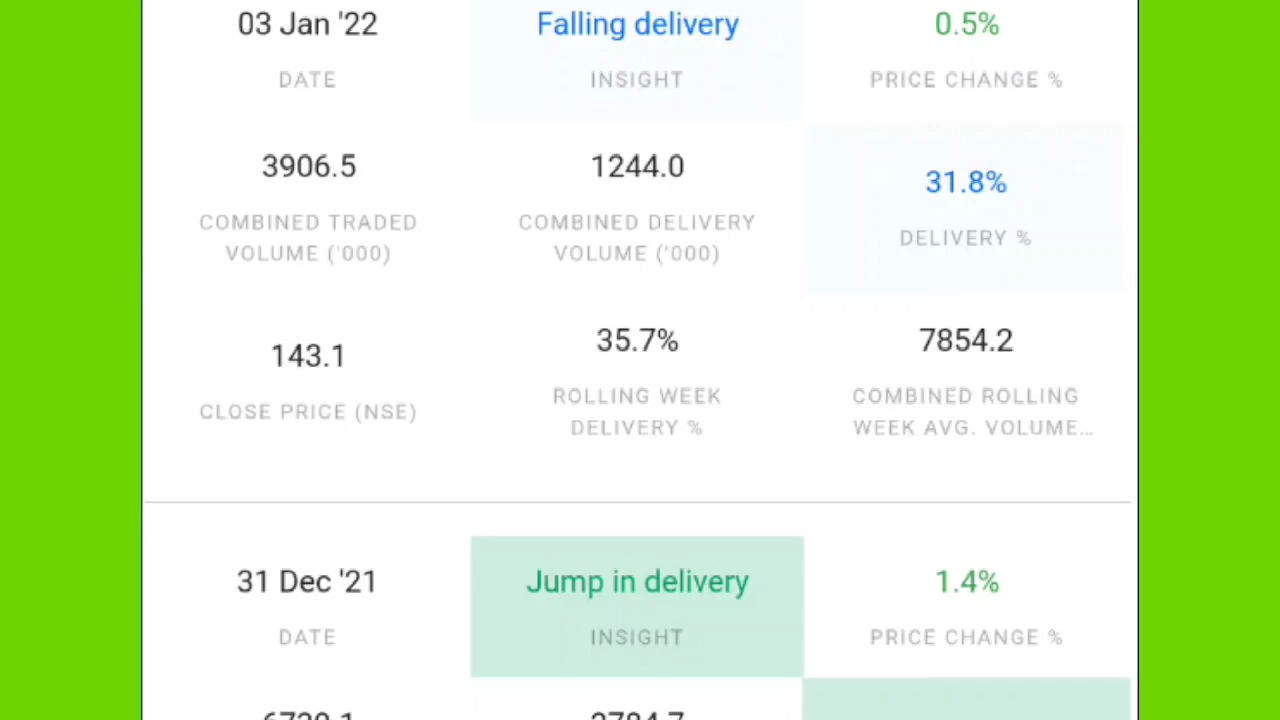 03 Jan '22
Falling delivery
0.5%
DATE
INSIGHT
PRICE CHANGE %
3906.5
1244.0
31.8%
COMBINED TRADED
VOLUME ('000)
COMBINED DELIVERY
VOLUME ('000)
DELIVERY %
143.1
35.7%
7854.2
CLOSE PRICE (NSE)
ROLLING WEEK
DELIVERY %
COMBINED ROLLING
WEEK AVG. VOLUME...
31 Dec '21
Jump in delivery
1.4%
DATE
INSIGHT
PRICE CHANGE %